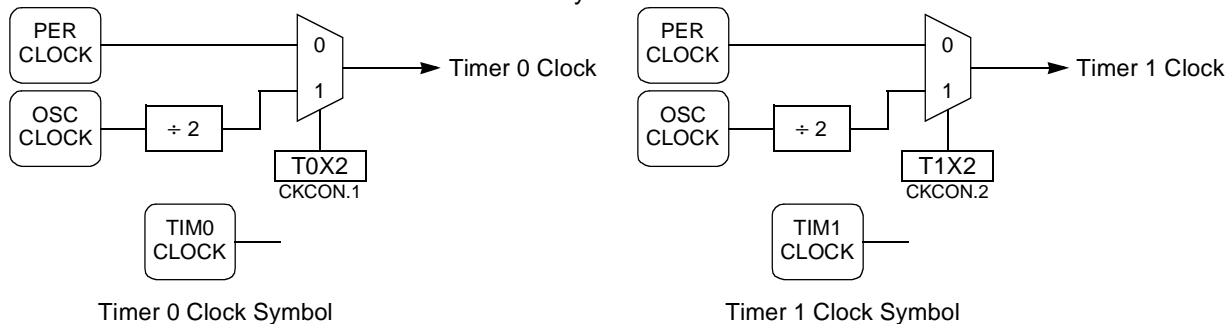 PER
CLOCK
0
Timer 0 Clock
OSC
CLOCK
÷ 2
1
T0X2
CKCON.1
TIM0
CLOCK
Timer 0 Clock Symbol
PER
CLOCK
0
Timer 1 Clock
OSC
CLOCK
÷ 2
1
T1X2
CKCON.2
TIM1
CLOCK
Timer 1 Clock Symbol